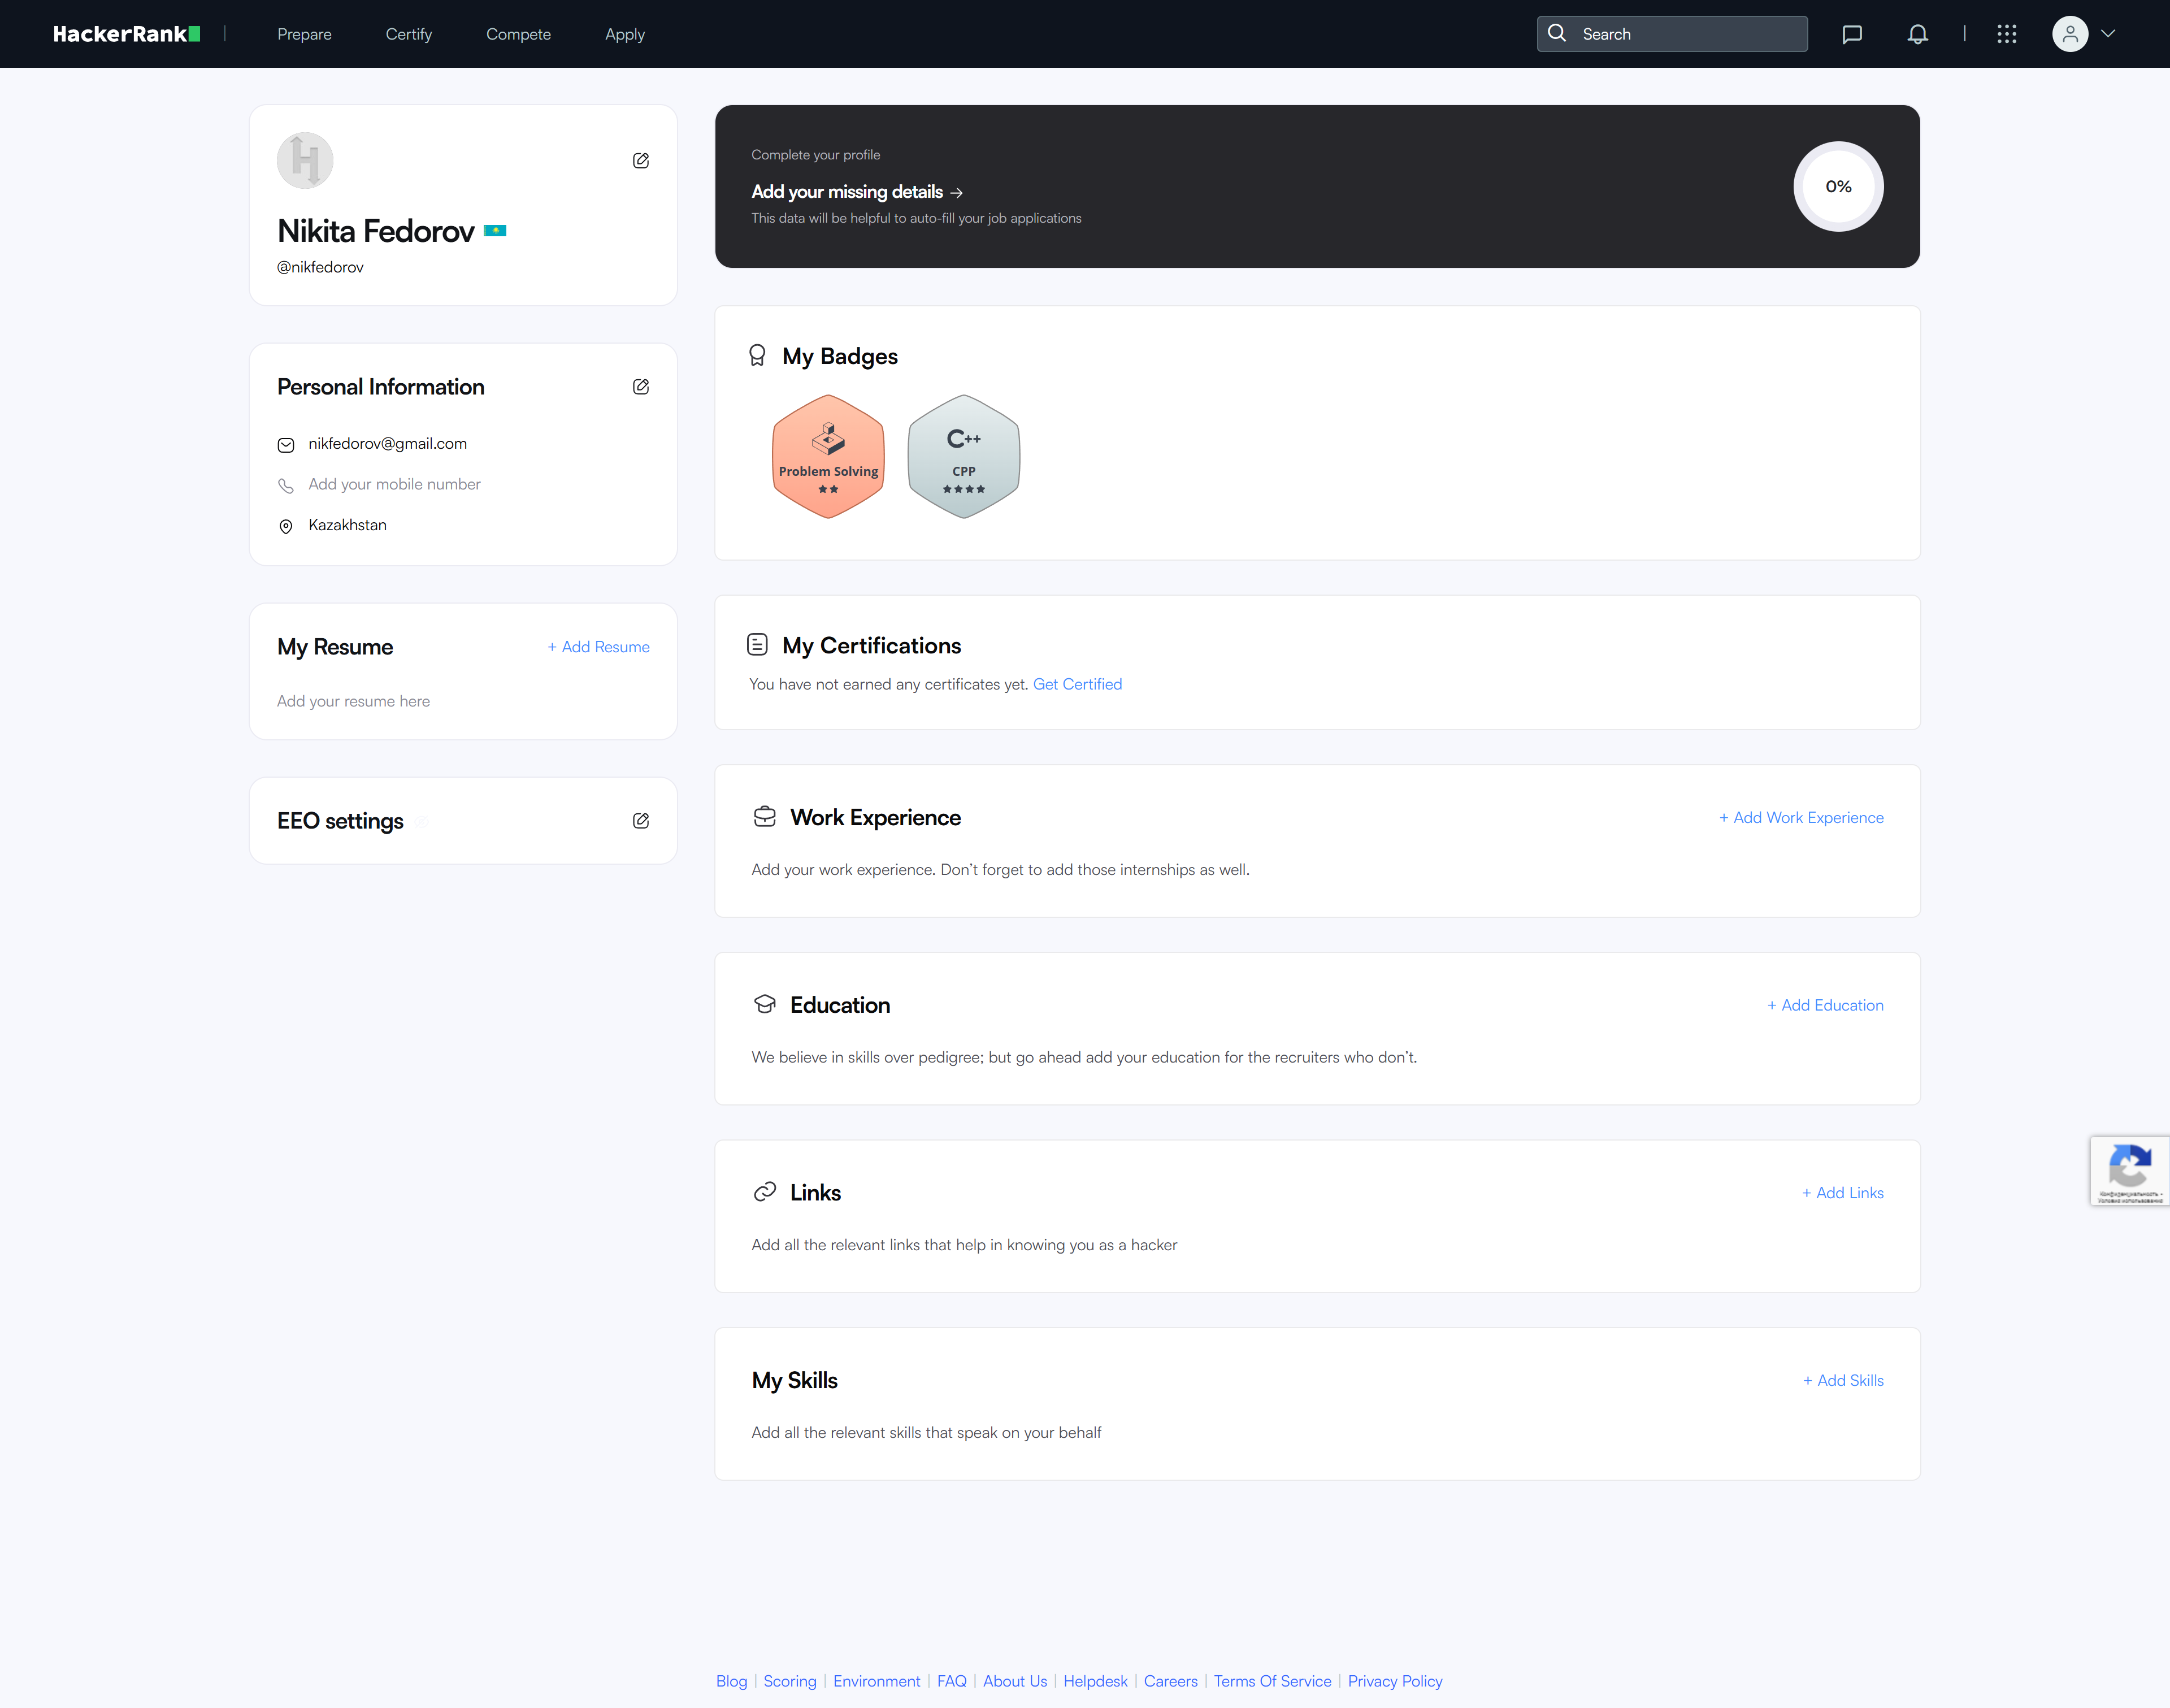 HackerRank
Prepare Certify Compete Apply
Search
Nikita Fedorov
@nikfedorov
Personal Information
nikfedorov@gmail.com
Add your mobile number
Kazakhstan
My Resume
+ Add Resume
Add your resume here
EEO settings
Complete your profile
Add your missing details →
This data will be helpful to auto-fill your job applications
0%
My Badges
Problem Solving
C++
CPP
My Certifications
You have not earned any certificates yet. Get Certified
Work Experience
+ Add Work Experience
Add your work experience. Don’t forget to add those internships as well.
Education
+ Add Education
We believe in skills over pedigree; but go ahead add your education for the recruiters who don’t.
Links
+ Add Links
Add all the relevant links that help in knowing you as a hacker
My Skills
+ Add Skills
Add all the relevant skills that speak on your behalf
Конфиденциальность -
Условия использования
Blog | Scoring | Environment | FAQ | About Us | Helpdesk | Careers | Terms Of Service | Privacy Policy